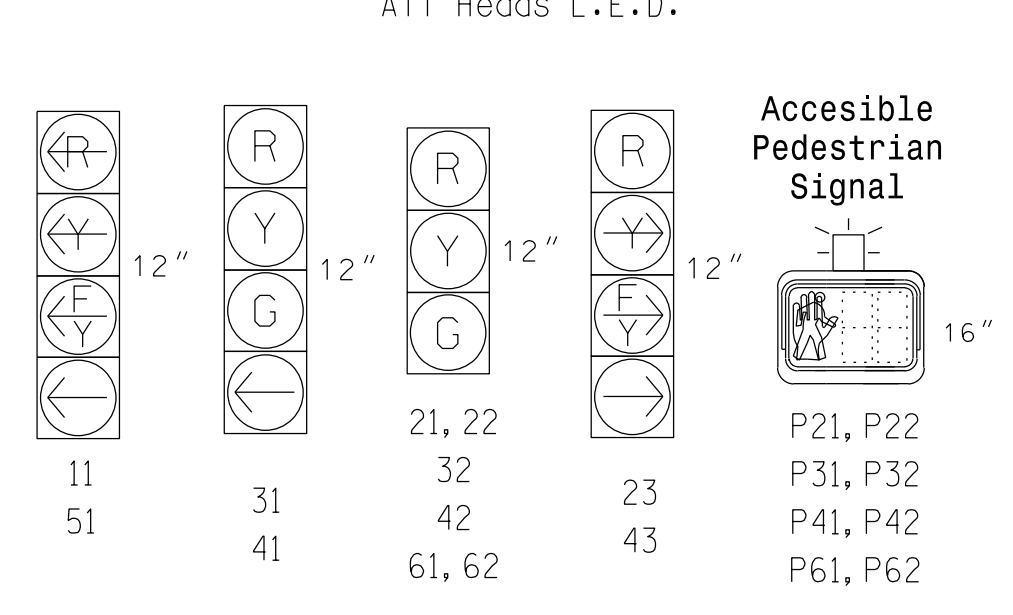 All Heads L.E.D.
Accesible
Pedestrian
Signal
R
Y
F
Y
12"
11
51
R
Y
G
12"
31
41
R
Y
G
12"
21, 22
32
42
61, 62
R
Y
F
Y
12"
23
43
16"
P21, P22
P31, P32
P41, P42
P61, P62